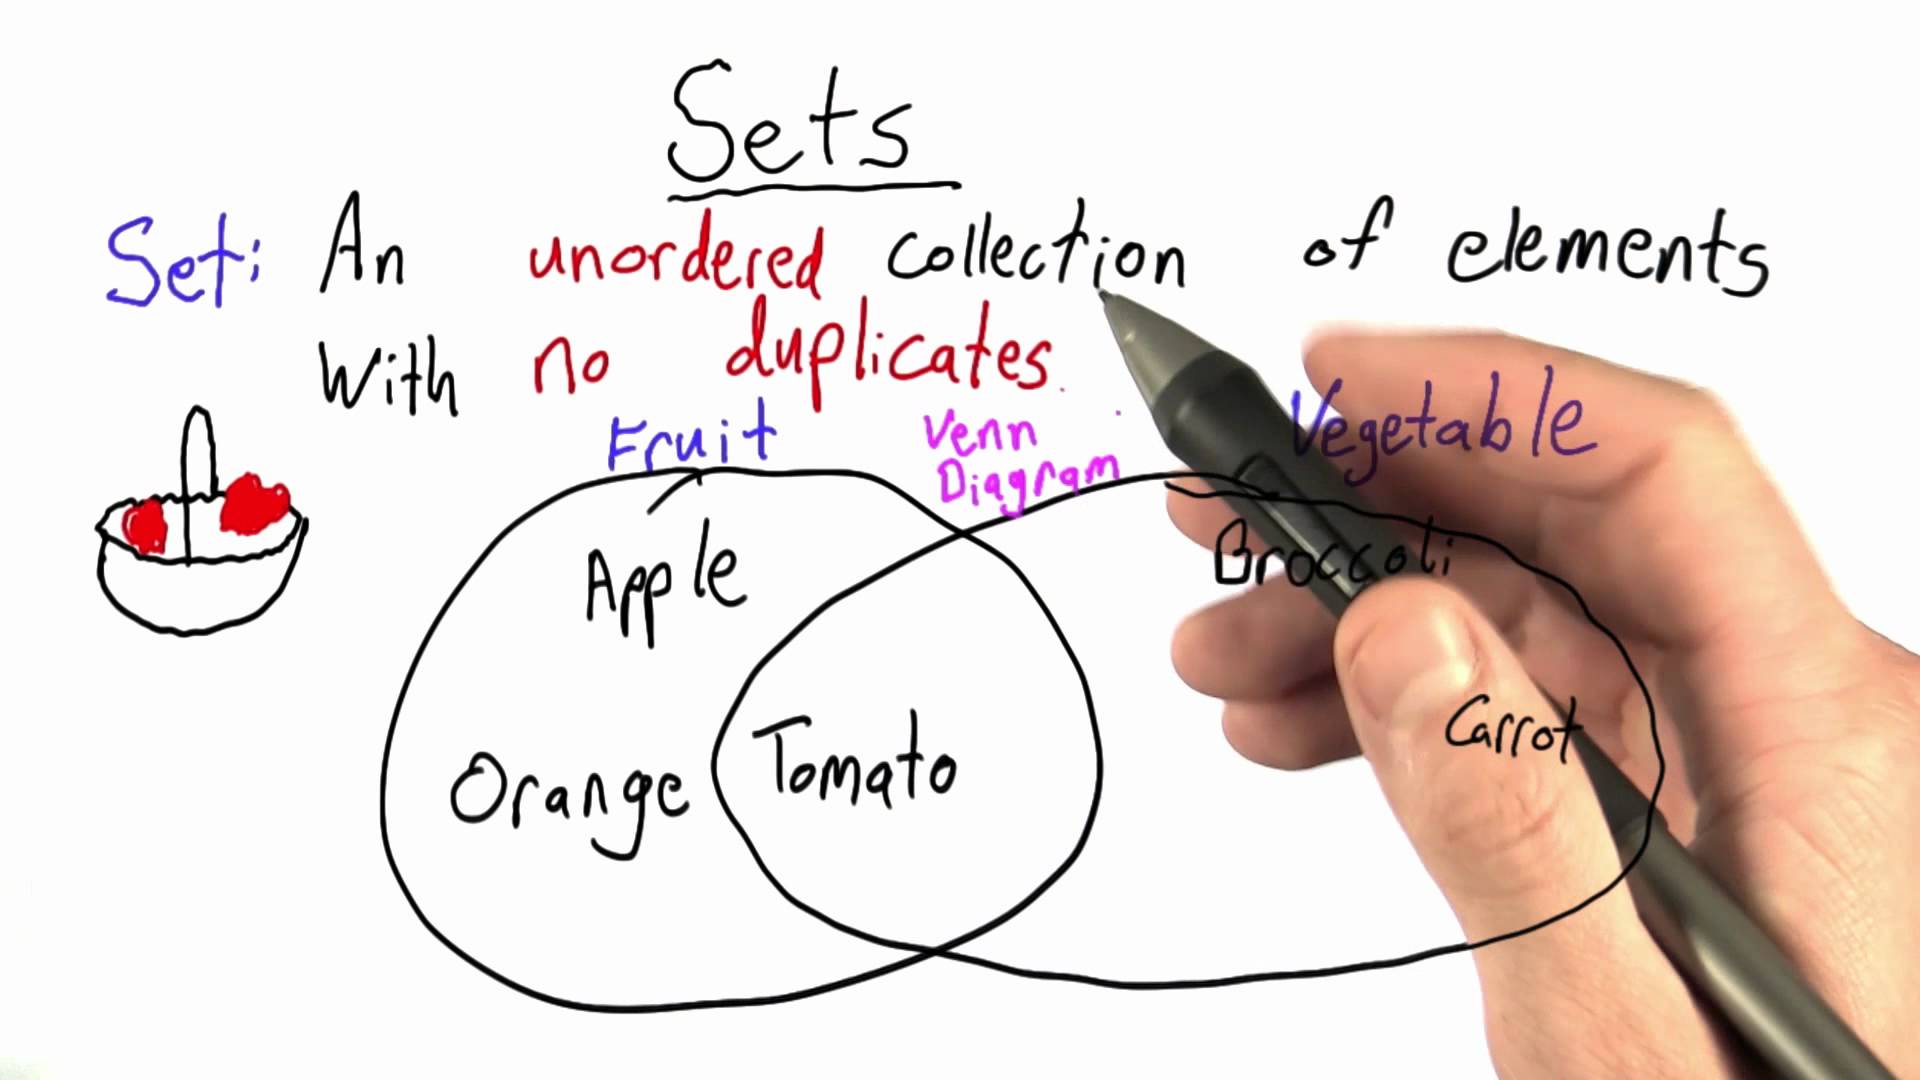 Sets
Set: An unordered collection of elements
With no duplicates.
Fruit
Venn
Diagram
Vegetable
Apple
Broccoli
Carrot
Orange
Tomato